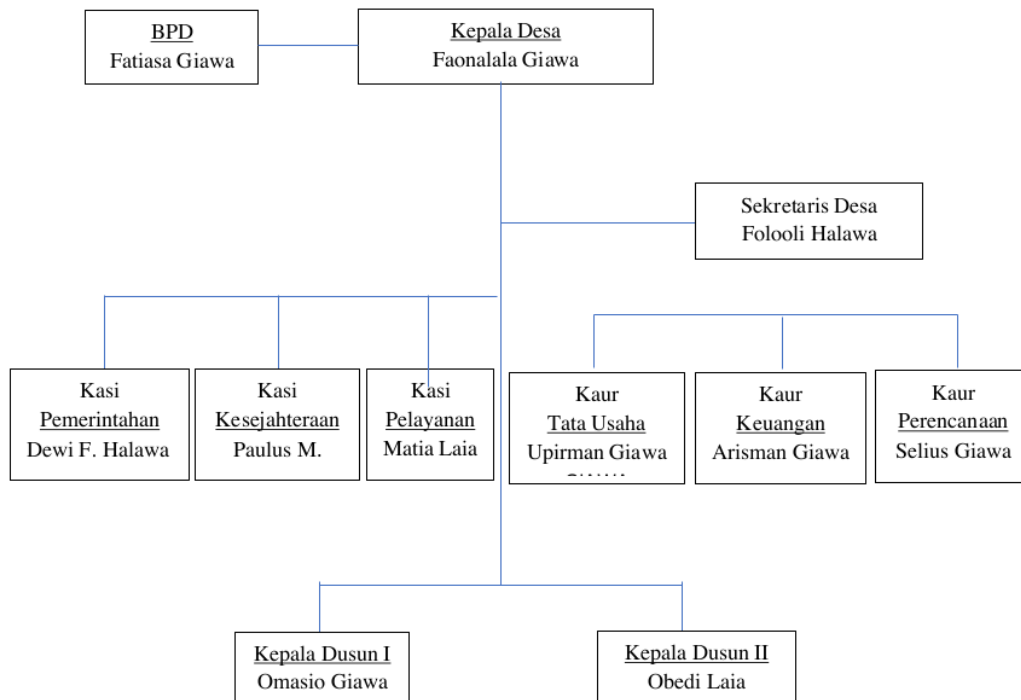 BPD
Fatiasa Giawa
Kepala Desa
Faonalala Giawa
Sekretaris Desa
Folooli Halawa
Kasi
Pemerintahan
Dewi F. Halawa
Kasi
Kesejahteraan
Paulus M.
Kasi
Pelayanan
Matia Laia
Kaur
Tata Usaha
Upirman Giawa
Kaur
Keuangan
Arisman Giawa
Kaur
Perencanaan
Selius Giawa
Kepala Dusun I
Omasio Giawa
Kepala Dusun II
Obedi Laia